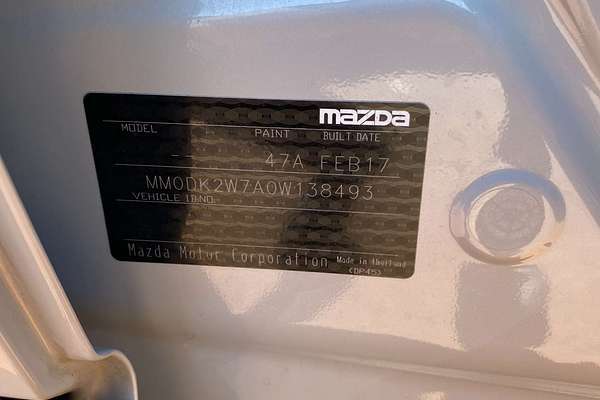 mazda
MODEL PAINT BUILT DATE
47A FEB17
MM0DK2W7A0W138493
VEHICLE ID.NO.
Mazda Motor Corporation Made in Thailand
(DP45)